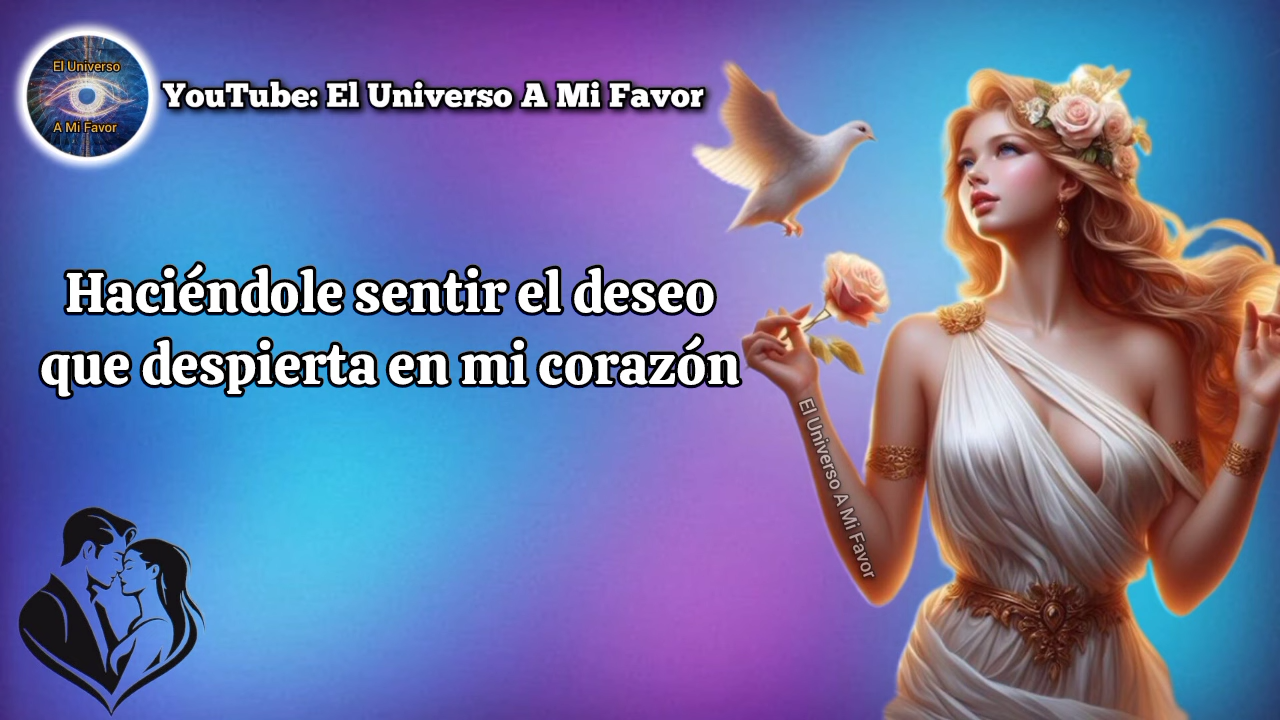 El Universo
A Mi Favor
YouTube: El Universo A Mi Favor
Haciéndole sentir el deseo
que despierta en mi corazón
El Universo A Mi Favor